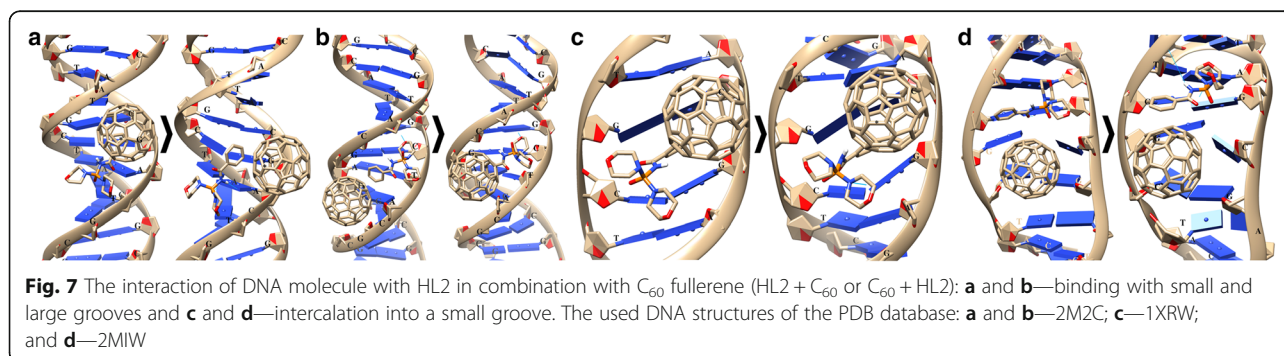 a b c d
Fig. 7 The interaction of DNA molecule with HL2 in combination with C60 fullerene (HL2 + C60 or C60 + HL2): a and b—binding with small and
large grooves and c and d—intercalation into a small groove. The used DNA structures of the PDB database: a and b—2M2C; c—1XRW;
and d—2MIW